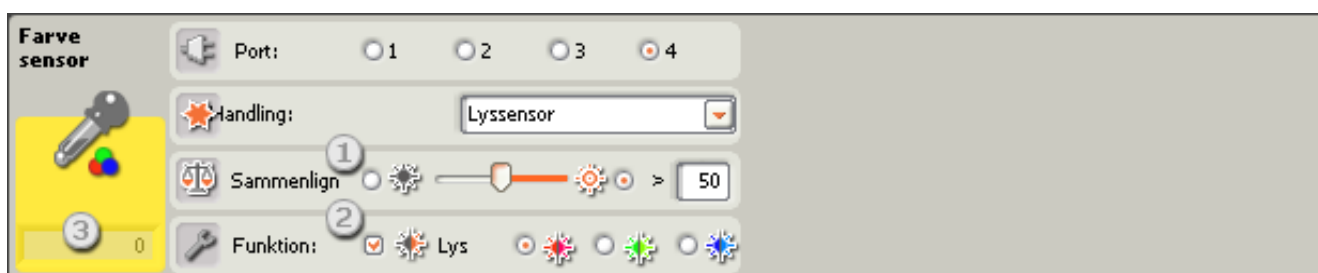 Farve
sensor
Port: 1 2 3 4
Handling: Lyssensor
1
Sammenlign > 50
2
Funktion: Lys
3 0